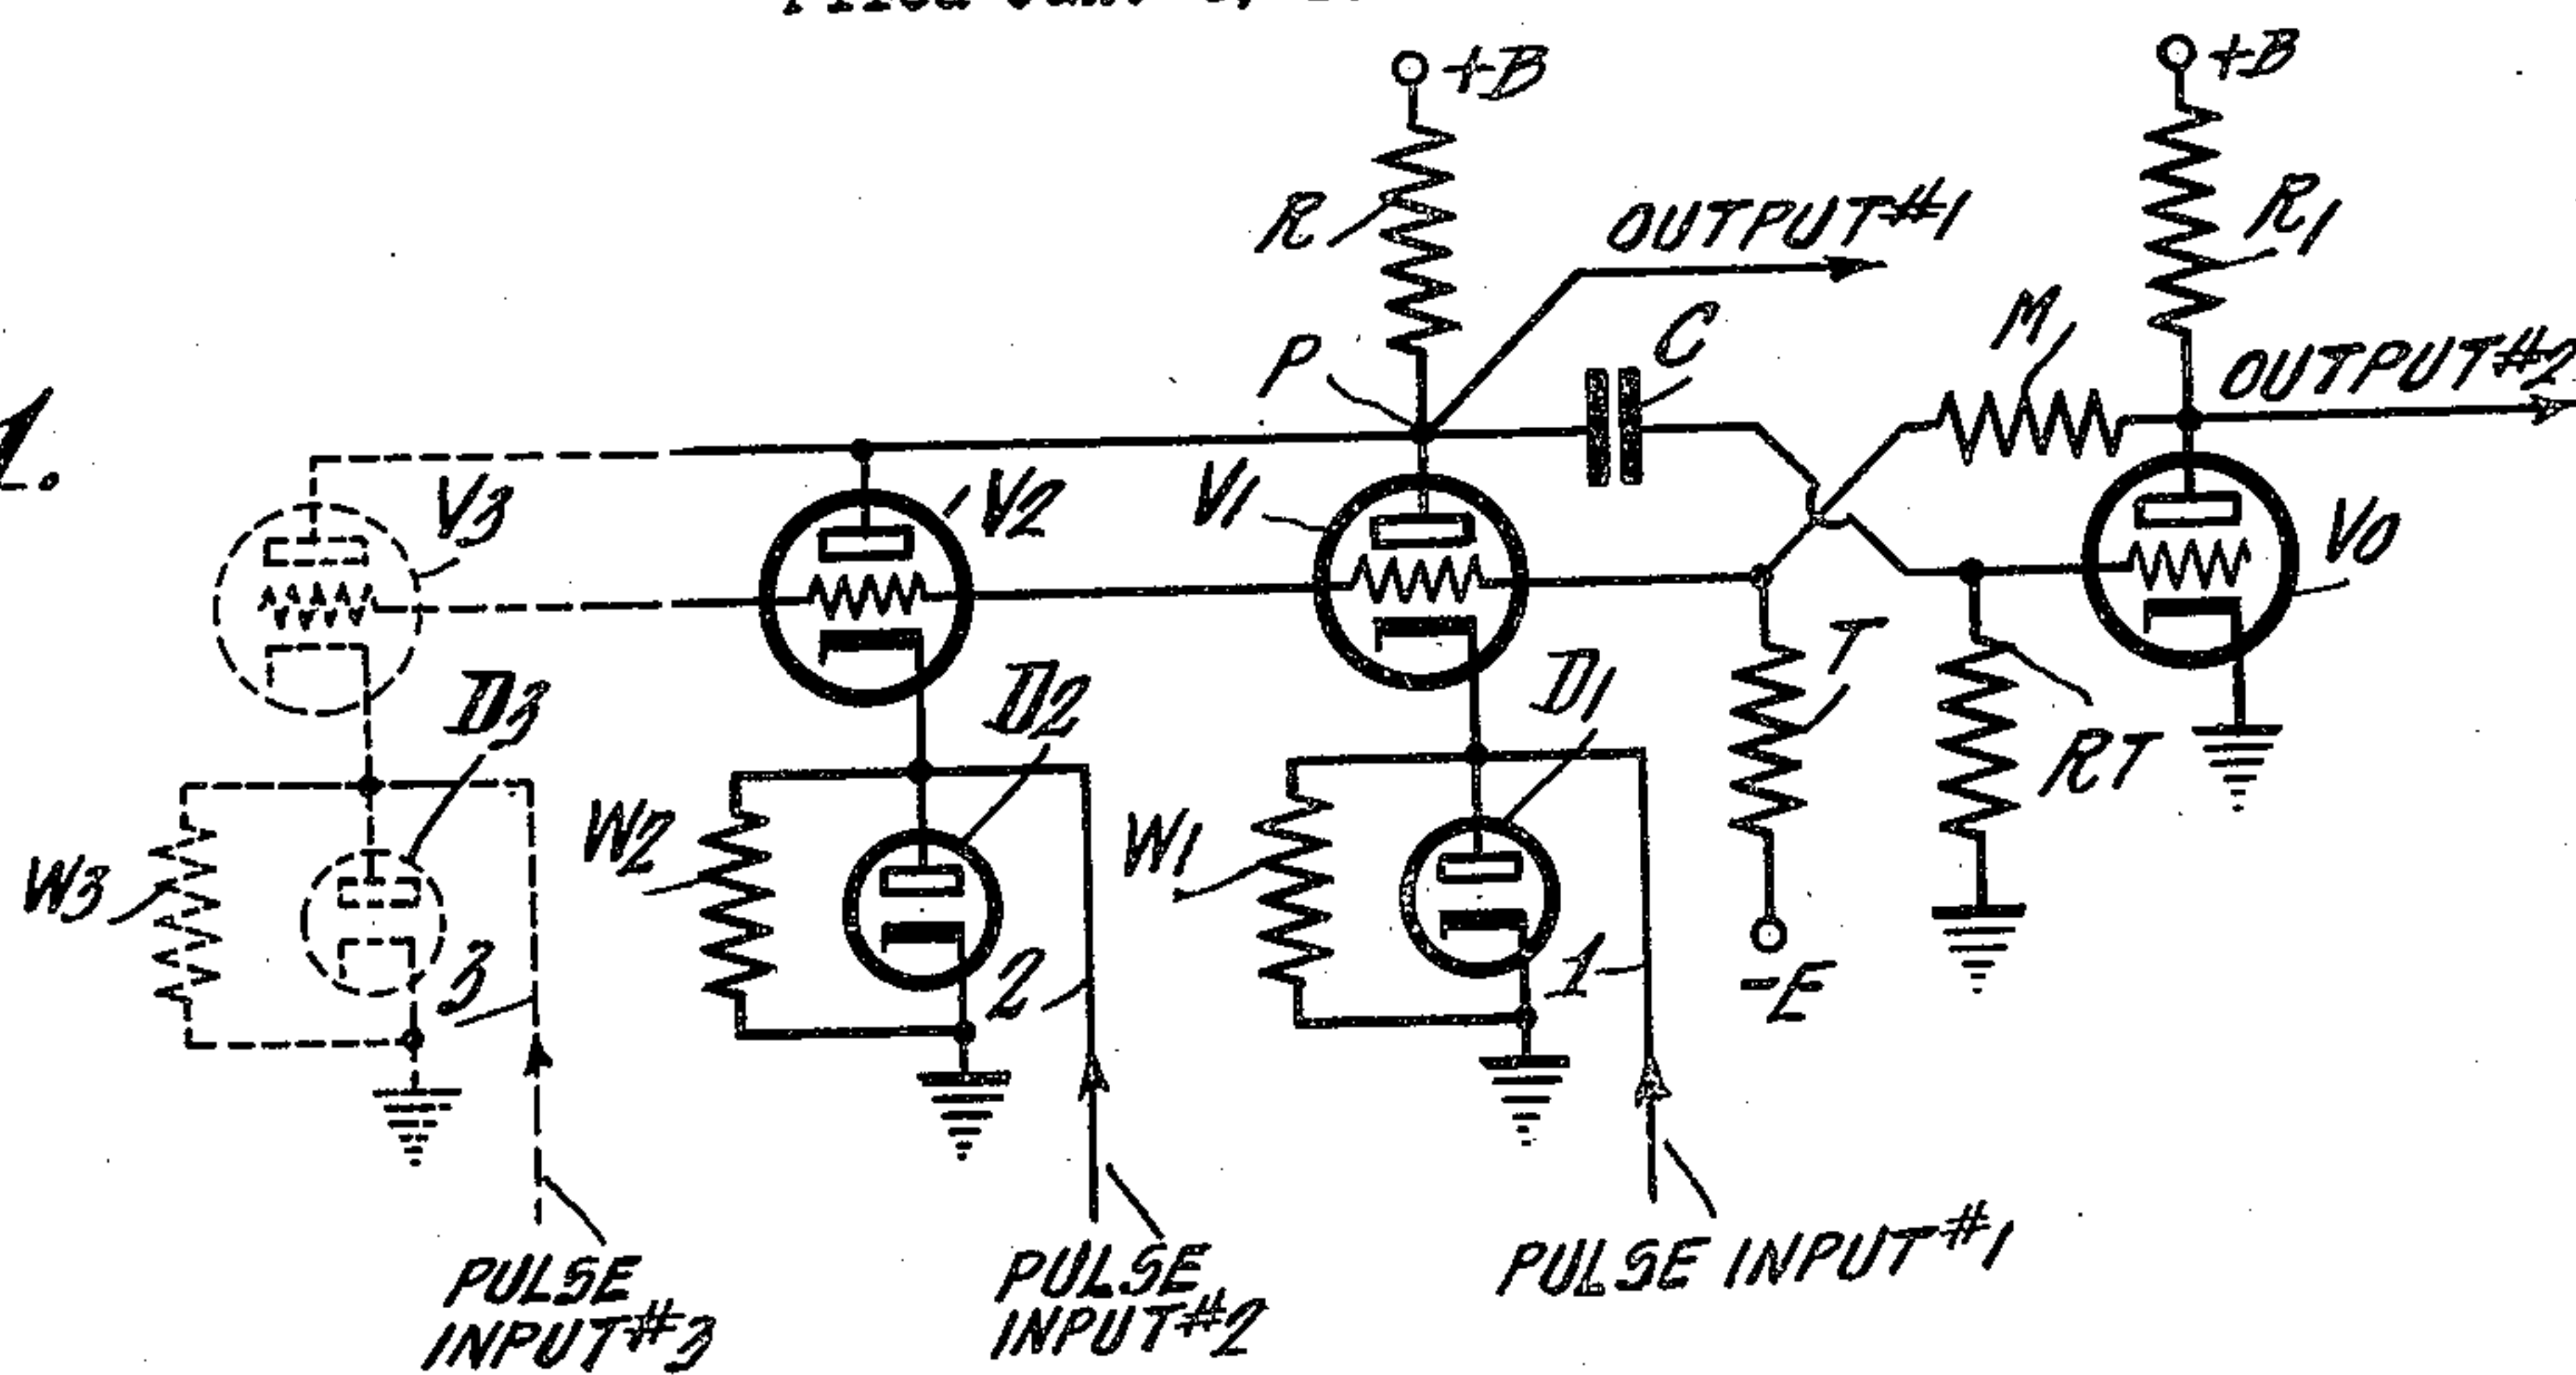 +B
+B
R
OUTPUT #1
R1
P
C
M
OUTPUT #2
1.
V3
V2
V1
V0
D3
D2
D1
T
RT
W3
W2
W1
3
2
1
-E
PULSE
INPUT #3
PULSE
INPUT #2
PULSE INPUT #1